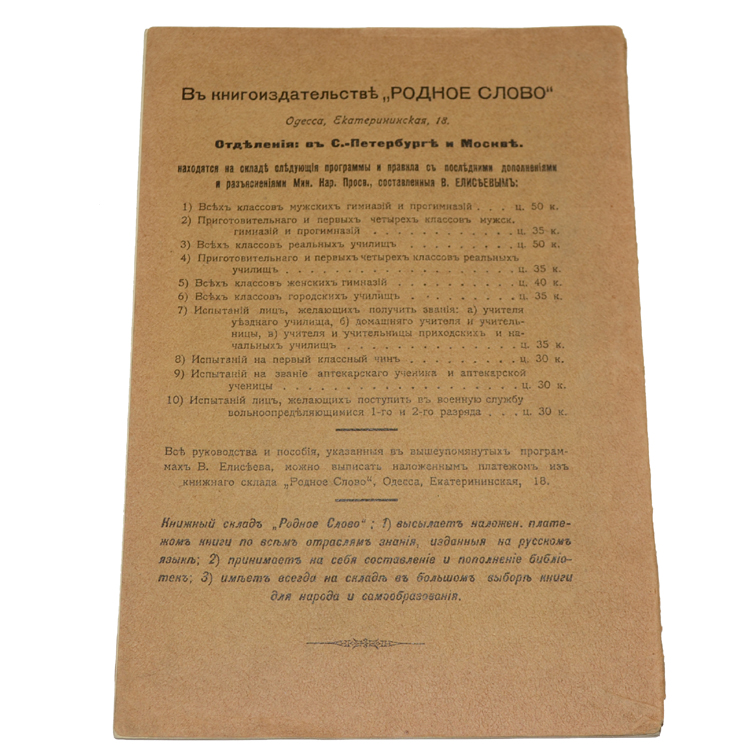 Въ книгоиздательствѣ „РОДНОЕ СЛОВО“
Одесса, Екатерининская, 18.
Отдѣленія: въ С.-Петербургѣ и Москвѣ.
находятся на складѣ слѣдующія программы и правила съ послѣдними дополненіями
и разъясненіями Мин. Нар. Просв., составленныя В. ЕЛИСѢЕВЫМЪ:
1) Всѣхъ классовъ мужскихъ гимназій и прогимназій . . . ц. 50 к.
2) Приготовительнаго и первыхъ четырехъ классовъ мужск.
гимназій и прогимназій . . . . . . . . . . . ц. 35 к.
3) Всѣхъ классовъ реальныхъ училищъ . . . . . . . . . ц. 50 к.
4) Приготовительнаго и первыхъ четырехъ классовъ реальныхъ
училищъ . . . . . . . . . . . . . . . . . . ц. 35 к.
5) Всѣхъ классовъ женскихъ гимназій . . . . . . . . . . ц. 40 к.
6) Всѣхъ классовъ городскихъ училищъ . . . . . . . . . ц. 35 к.
7) Испытаній лицъ, желающихъ получить званія: а) учителя
уѣзднаго училища, б) домашняго учителя и учитель-
ницы, в) учителя и учительницы приходскихъ и на-
чальныхъ училищъ . . . . . . . . . . . . . . ц. 35 к.
8) Испытаній на первый классный чинъ . . . . . . . . . ц. 30 к.
9) Испытаній на званіе аптекарскаго ученика и аптекарской
ученицы . . . . . . . . . . . . . . . . . . ц. 30 к.
10) Испытаній лицъ, желающихъ поступить въ военную службу
вольноопредѣляющимися 1-го и 2-го разряда . . . ц. 30 к.
Всѣ руководства и пособія, указанныя въ вышеупомянутыхъ програм-
махъ В. Елисѣева, можно выписать наложеннымъ платежомъ изъ
книжнаго склада „Родное Слово“, Одесса, Екатерининская, 18.
Книжный складъ „Родное Слово“; 1) высылаетъ наложен. плате-
жомъ книги по всѣмъ отраслямъ знанія, изданныя на русскомъ
языкѣ; 2) принимаетъ на себя составленіе и пополненіе библіо-
текъ; 3) имѣетъ всегда на складѣ въ большомъ выборѣ книги
для народа и самообразованія.